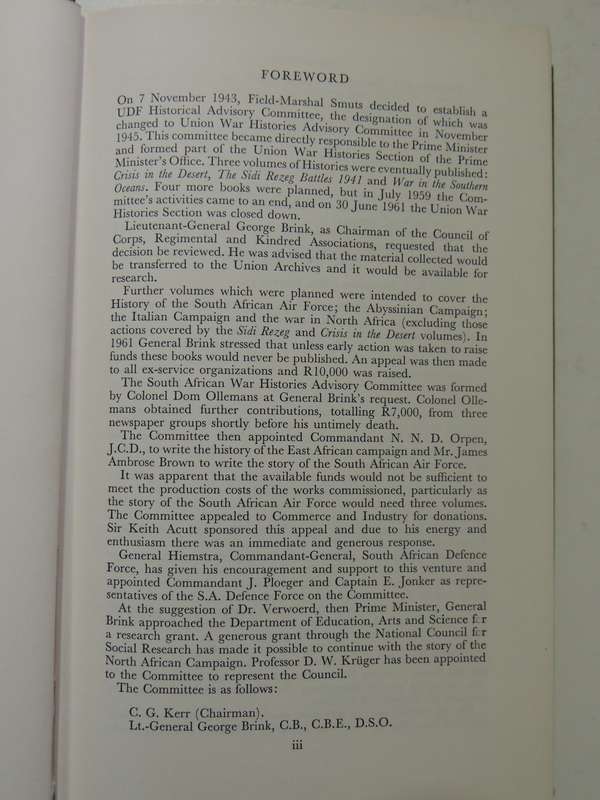 FOREWORD
On 7 November 1943, Field-Marshal Smuts decided to establish a
UDF Historical Advisory Committee, the designation of which was
changed to Union War Histories Advisory Committee in November
1945. This committee became directly responsible to the Prime Minister
and formed part of the Union War Histories Section of the Prime
Minister's Office. Three volumes of Histories were eventually published:
Crisis in the Desert, The Sidi Rezeg Battles 1941 and War in the Southern
Oceans. Four more books were planned, but in July 1959 the Com-
mittee's activities came to an end, and on 30 June 1961 the Union War
Histories Section was closed down.
Lieutenant-General George Brink, as Chairman of the Council of
Corps, Regimental and Kindred Associations, requested that the
decision be reviewed. He was advised that the material collected would
be transferred to the Union Archives and it would be available for
research.
Further volumes which were planned were intended to cover the
History of the South African Air Force; the Abyssinian Campaign;
the Italian Campaign and the war in North Africa (excluding those
actions covered by the Sidi Rezeg and Crisis in the Desert volumes). In
1961 General Brink stressed that unless early action was taken to raise
funds these books would never be published. An appeal was then made
to all ex-service organizations and R10,000 was raised.
The South African War Histories Advisory Committee was formed
by Colonel Dom Ollemans at General Brink's request. Colonel Olle-
mans obtained further contributions, totalling R7,000, from three
newspaper groups shortly before his untimely death.
The Committee then appointed Commandant N. N. D. Orpen,
J.C.D., to write the history of the East African campaign and Mr. James
Ambrose Brown to write the story of the South African Air Force.
It was apparent that the available funds would not be sufficient to
meet the production costs of the works commissioned, particularly as
the story of the South African Air Force would need three volumes.
The Committee appealed to Commerce and Industry for donations.
Sir Keith Acutt sponsored this appeal and due to his energy and
enthusiasm there was an immediate and generous response.
General Hiemstra, Commandant-General, South African Defence
Force, has given his encouragement and support to this venture and
appointed Commandant J. Ploeger and Captain E. Jonker as repre-
sentatives of the S.A. Defence Force on the Committee.
At the suggestion of Dr. Verwoerd, then Prime Minister, General
Brink approached the Department of Education, Arts and Science for
a research grant. A generous grant through the National Council for
Social Research has made it possible to continue with the story of the
North African Campaign. Professor D. W. Krüger has been appointed
to the Committee to represent the Council.
The Committee is as follows:
C. G. Kerr (Chairman).
Lt.-General George Brink, C.B., C.B.E., D.S.O.
iii